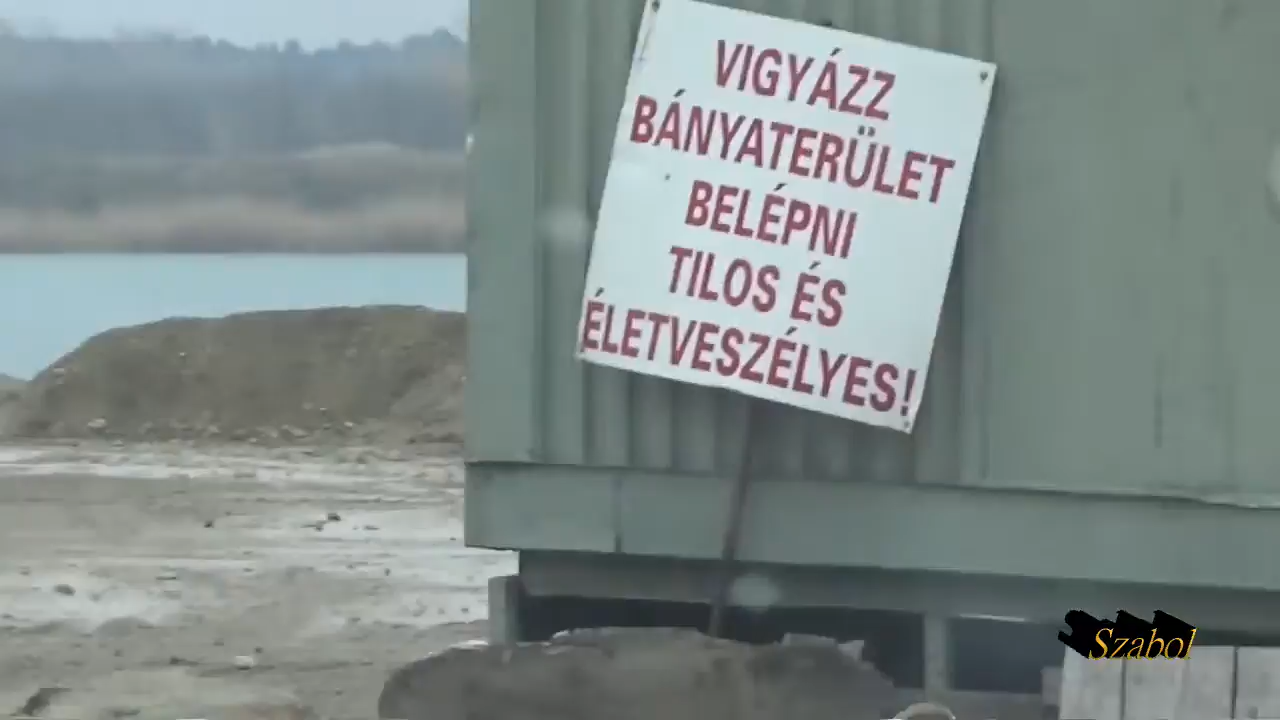 VIGYÁZZ
BÁNYATERÜLET
BELÉPNI
TILOS ÉS
ÉLETVESZÉLYES!
Szabol